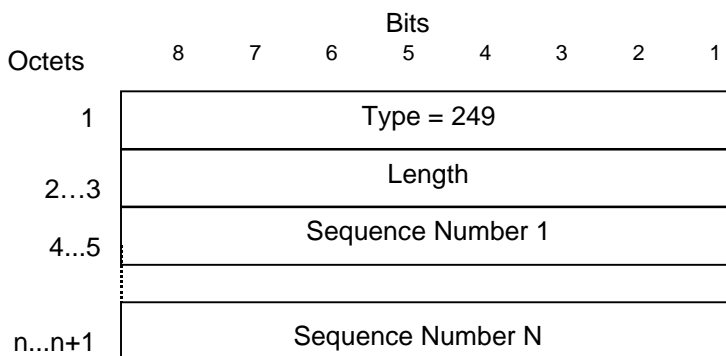 Bits
Octets 8 7 6 5 4 3 2 1
1 Type = 249
2…3 Length
4...5 Sequence Number 1
n...n+1 Sequence Number N